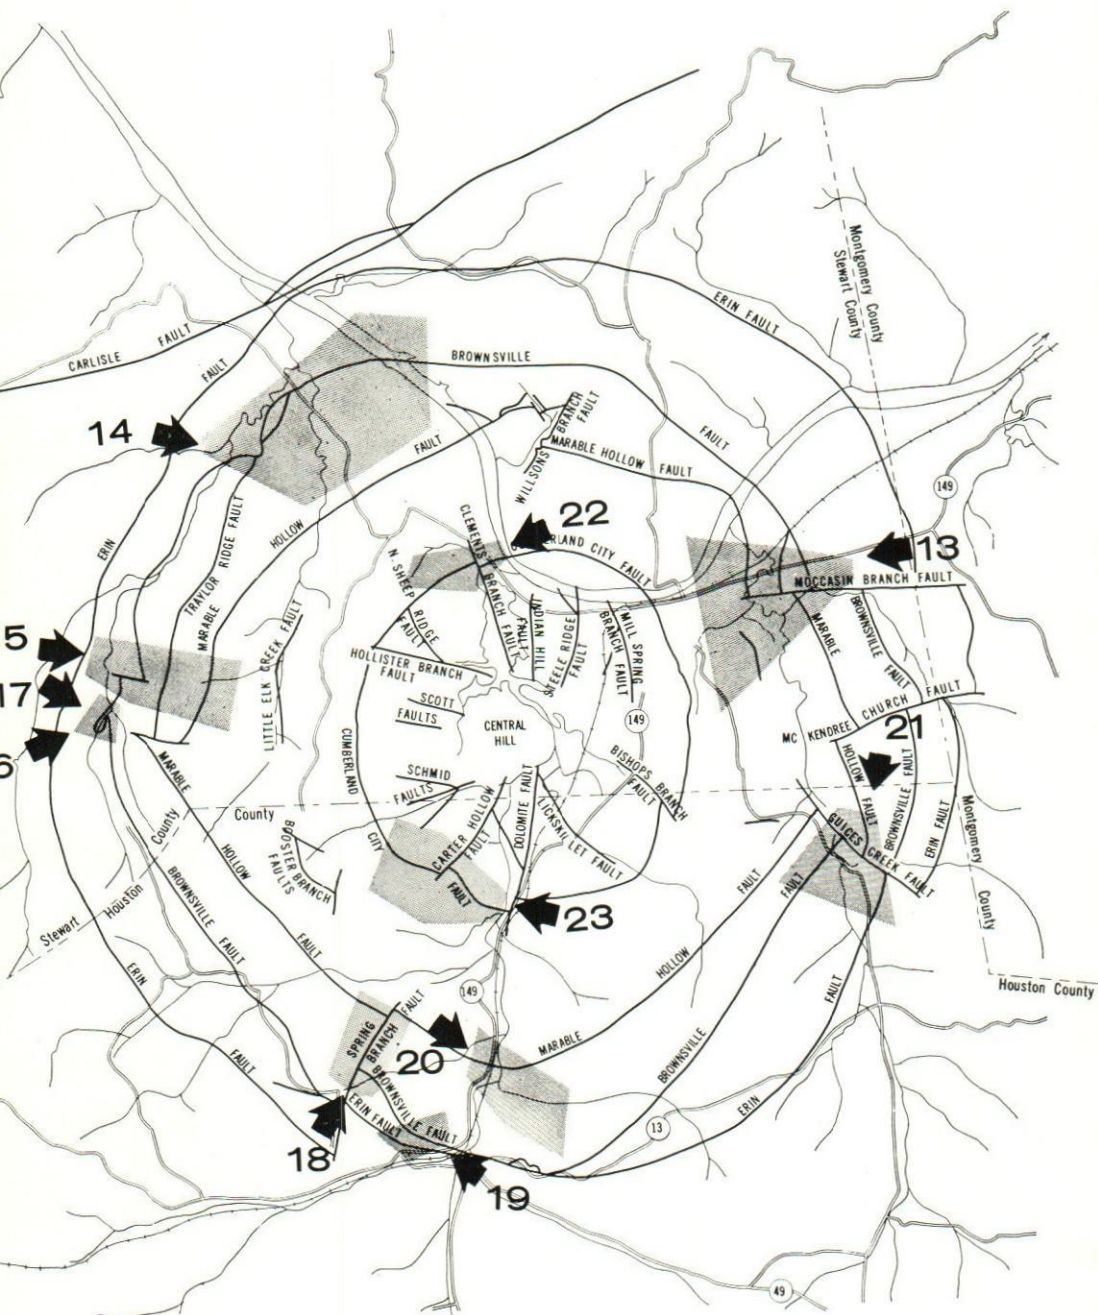 Montgomery County
Stewart County
ERIN FAULT
CARLISLE FAULT
FAULT
BROWNSVILLE
FAULT
14
FAULT
WILLSONS BRANCH
FAULT
MARABLE HOLLOW FAULT
149
22
13
ERIN
TRAYLOR RIDGE FAULT
HOLLOW
MARABLE
CLEMENTS BRANCH
FAULT
CITY FAULT
MOCCASIN BRANCH FAULT
N. SHEEP RIDGE
FAULT
INDIAN HILL
FAULT
STEELE RIDGE
FAULT
MILL SPRING
BRANCH FAULT
MARABLE
BROWNSVILLE FAULT
5
17
6
LITTLE ELK CREEK FAULT
HOLLISTER BRANCH
FAULT
SCOTT
FAULTS
CENTRAL
HILL
149
MC KENDREE CHURCH FAULT
21
MARABLE
CUMBERLAND
SCHMID
FAULTS
BISHOPS BRANCH
FAULT
HOLLOW
FAULT
BROWNSVILLE FAULT
ERIN FAULT
County
County
DOLOMITE FAULT
LICKSKILLET FAULT
GUICES CREEK FAULT
Montgomery
County
HOLLOW
BOOSTER BRANCH
FAULTS
CITY
CARTER HOLLOW
FAULT
FAULT
FAULT
FAULT
Stewart
Houston
BROWNSVILLE FAULT
FAULT
23
HOLLOW
ERIN
149
FAULT
Houston County
SPRING
BRANCH
FAULT
20
MARABLE
BROWNSVILLE
FAULT
BROWNSVILLE FAULT
ERIN FAULT
ERIN
13
18
19
49